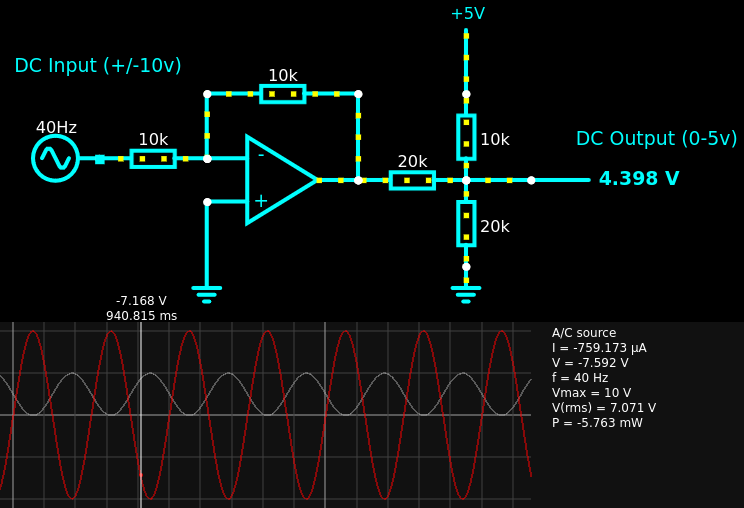 +5V
DC Input (+/-10v)
10k
40Hz
10k
-
+
20k
10k
DC Output (0-5v)
4.398 V
20k
-7.168 V
940.815 ms
A/C source
I = -759.173 μA
V = -7.592 V
f = 40 Hz
Vmax = 10 V
V(rms) = 7.071 V
P = -5.763 mW